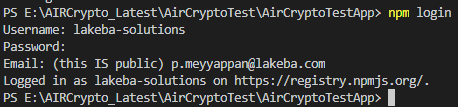 PS E:\AIRCrypto_Latest\AirCryptoTest\AirCryptoTestApp> npm login
Username: lakeba-solutions
Password:
Email: (this IS public) p.meyyappan@lakeba.com
Logged in as lakeba-solutions on https://registry.npmjs.org/.
PS E:\AIRCrypto_Latest\AirCryptoTest\AirCryptoTestApp>